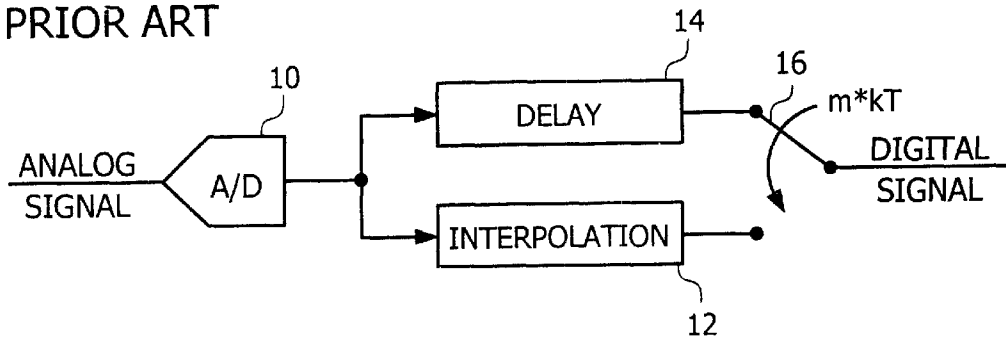 PRIOR ART
14
10
16
DELAY
m*kT
ANALOG
SIGNAL
A/D
DIGITAL
SIGNAL
INTERPOLATION
12